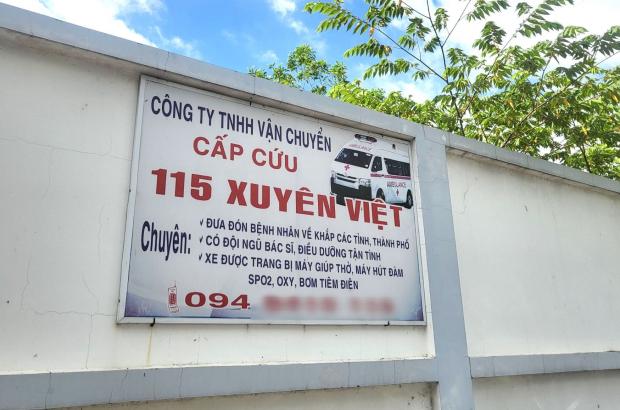 CÔNG TY TNHH VẬN CHUYỂN
CẤP CỨU
115 XUYÊN VIỆT
Chuyên:
✓ ĐƯA ĐÓN BỆNH NHÂN VỀ KHẮP CÁC TỈNH, THÀNH PHỐ
✓ CÓ ĐỘI NGŨ BÁC SĨ, ĐIỀU DƯỠNG TẬN TÌNH
✓ XE ĐƯỢC TRANG BỊ MÁY GIÚP THỞ, MÁY HÚT ĐÀM
SPO2, OXY, BƠM TIÊM ĐIỆN
094
AMBULANCE